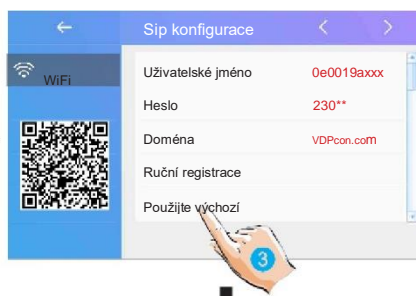 Sip konfigurace
WiFi
Uživatelské jméno 0e0019axxx
Heslo 230**
Doména VDPcon.com
Ruční registrace
Použijte výchozí
3